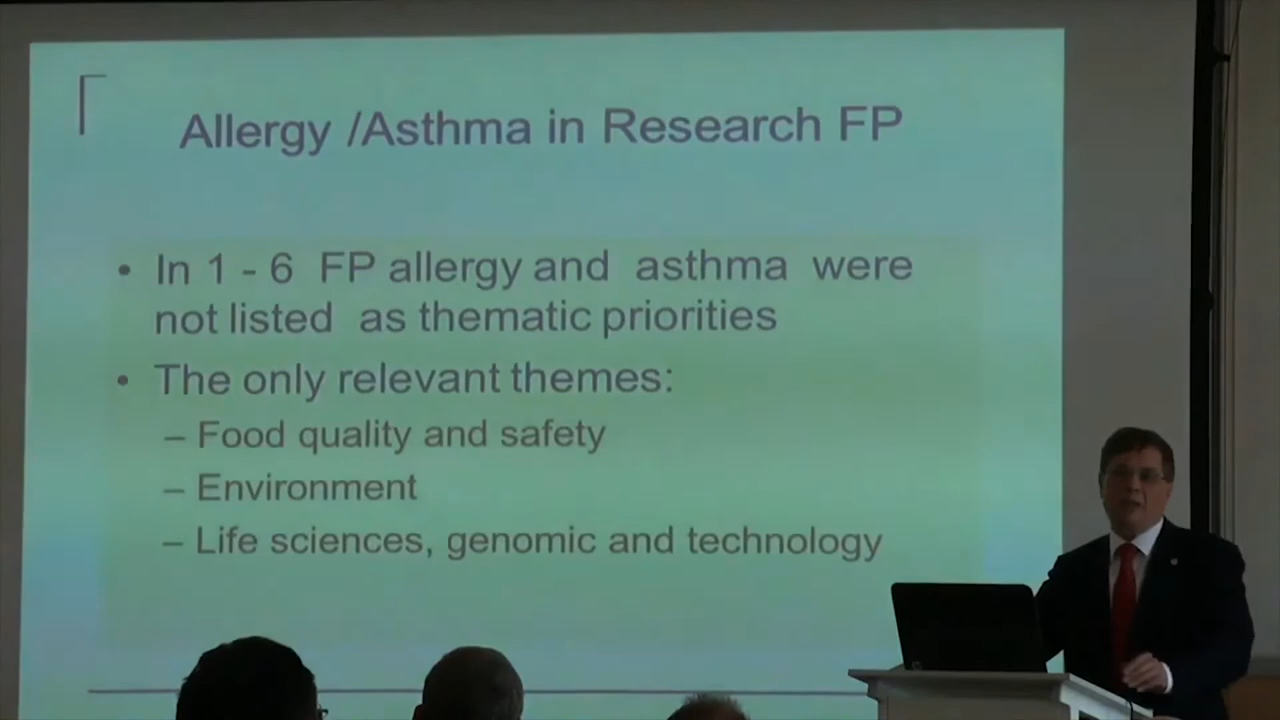 Allergy /Asthma in Research FP
• In 1 - 6 FP allergy and asthma were
not listed as thematic priorities
• The only relevant themes:
– Food quality and safety
– Environment
– Life sciences, genomic and technology